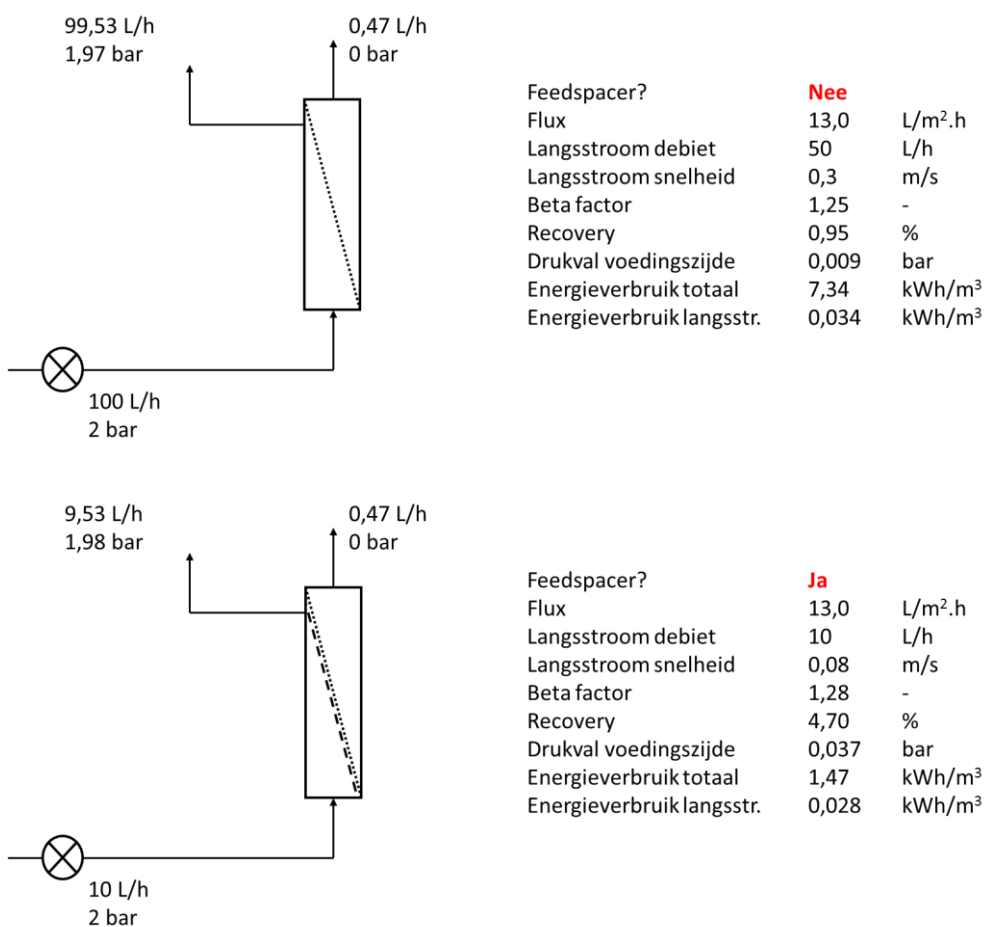 99,53 L/h
1,97 bar
0,47 L/h
0 bar
100 L/h
2 bar
Feedspacer? Nee
Flux 13,0 L/m².h
Langsstroom debiet 50 L/h
Langsstroom snelheid 0,3 m/s
Beta factor 1,25 -
Recovery 0,95 %
Drukval voedingszijde 0,009 bar
Energieverbruik totaal 7,34 kWh/m³
Energieverbruik langsstr. 0,034 kWh/m³
9,53 L/h
1,98 bar
0,47 L/h
0 bar
10 L/h
2 bar
Feedspacer? Ja
Flux 13,0 L/m².h
Langsstroom debiet 10 L/h
Langsstroom snelheid 0,08 m/s
Beta factor 1,28 -
Recovery 4,70 %
Drukval voedingszijde 0,037 bar
Energieverbruik totaal 1,47 kWh/m³
Energieverbruik langsstr. 0,028 kWh/m³